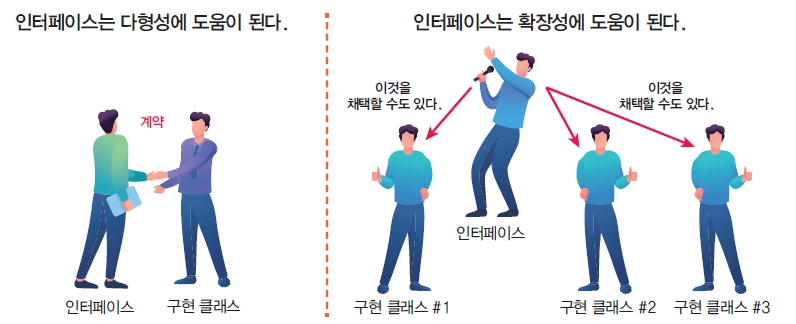 인터페이스는 다형성에 도움이 된다.
계약
인터페이스
구현 클래스
인터페이스는 확장성에 도움이 된다.
이것을
채택할 수도 있다.
이것을
채택할 수도 있다.
인터페이스
구현 클래스 #1
구현 클래스 #2
구현 클래스 #3